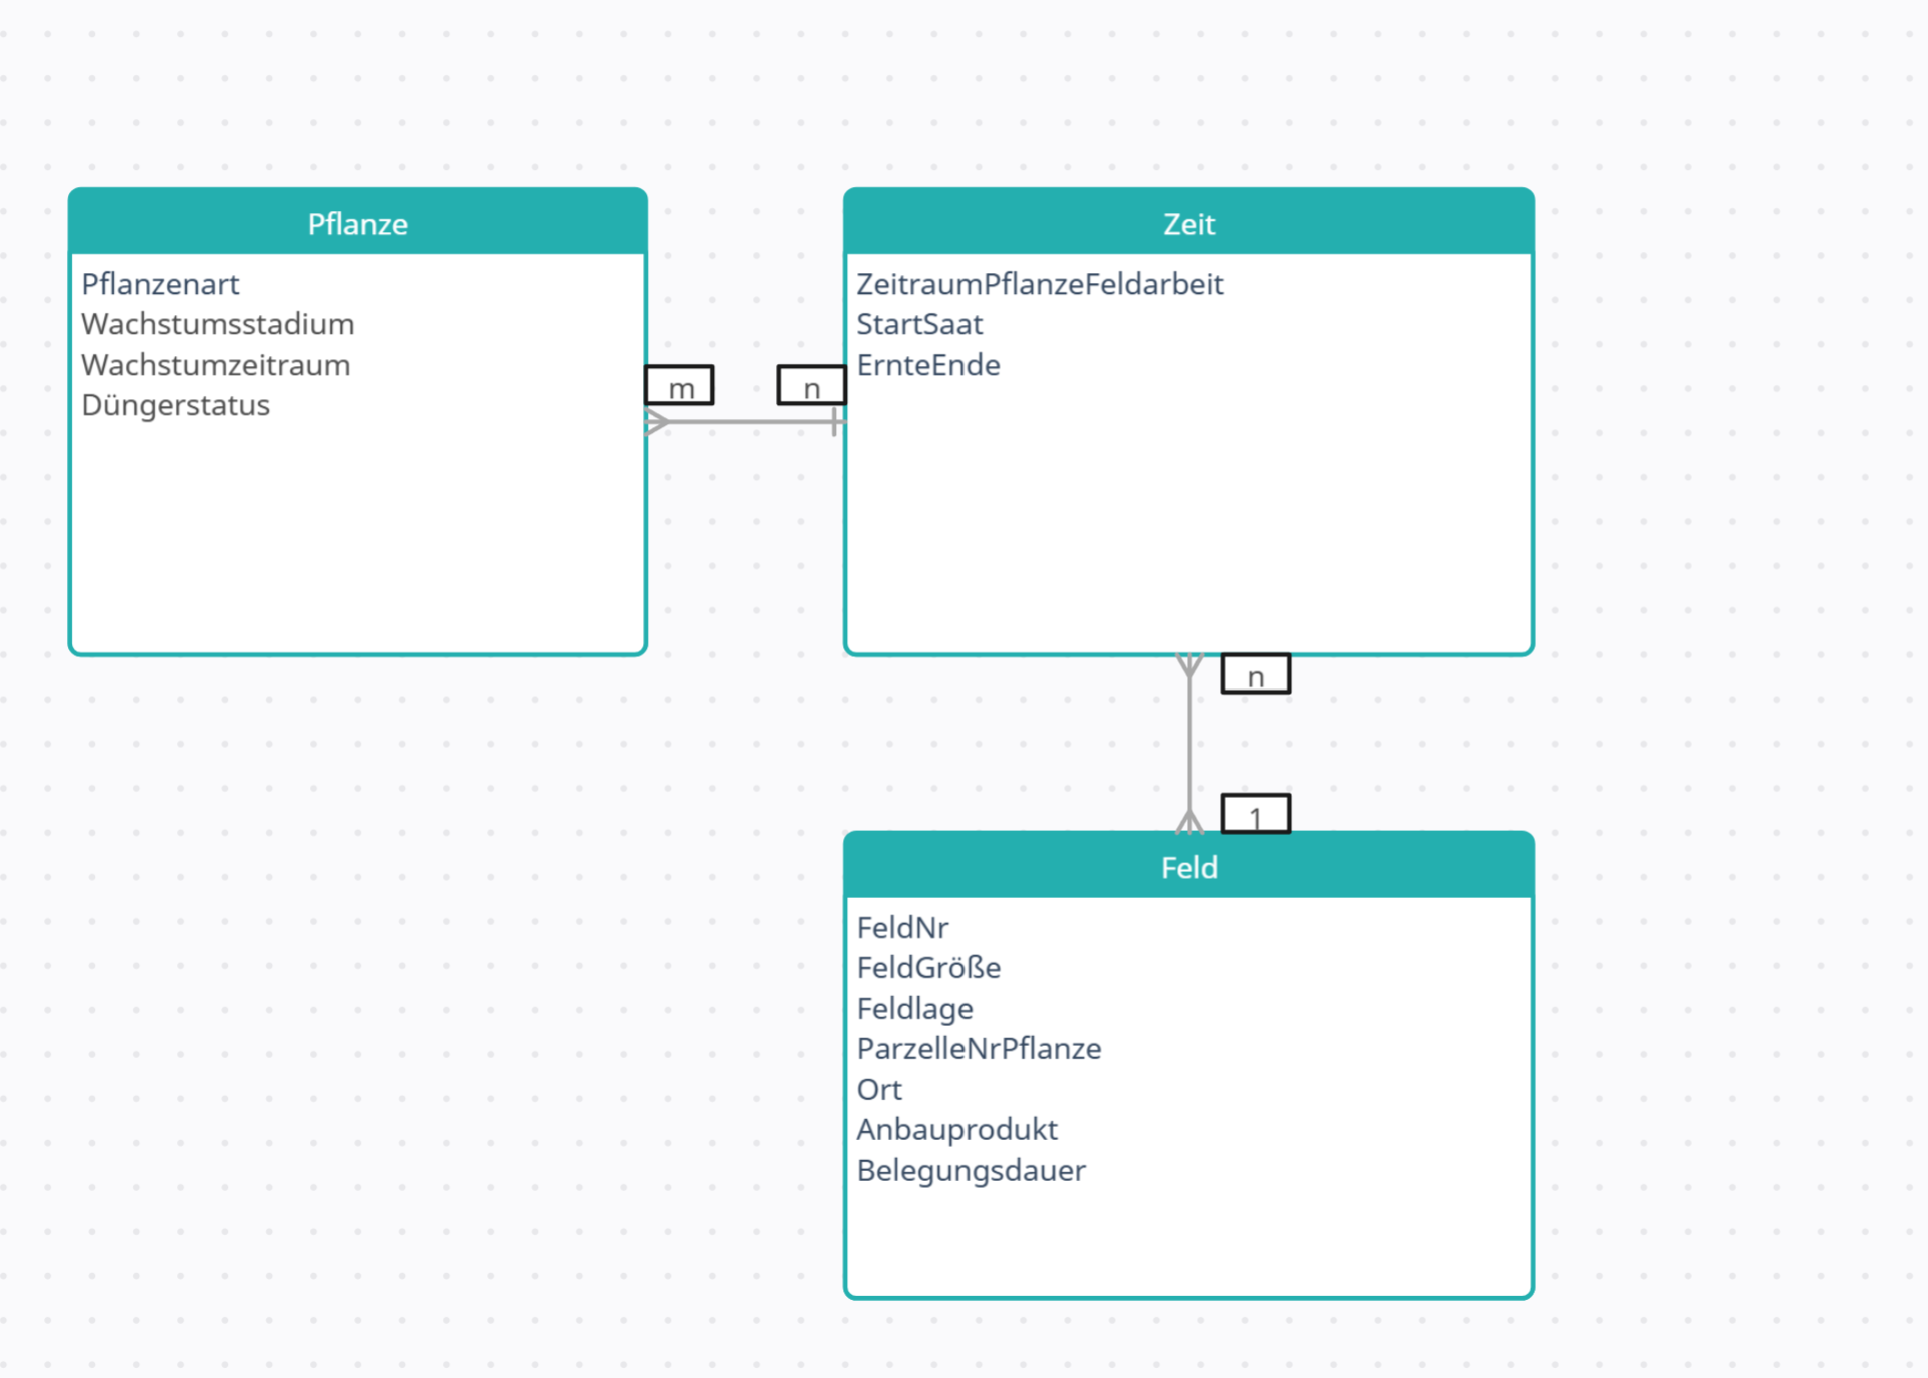 Pflanze
Pflanzenart
Wachstumsstadium
Wachstumzeitraum
Düngerstatus
m
n
Zeit
ZeitraumPflanzeFeldarbeit
StartSaat
ErnteEnde
n
1
Feld
FeldNr
FeldGröße
Feldlage
ParzelleNrPflanze
Ort
Anbauprodukt
Belegungsdauer